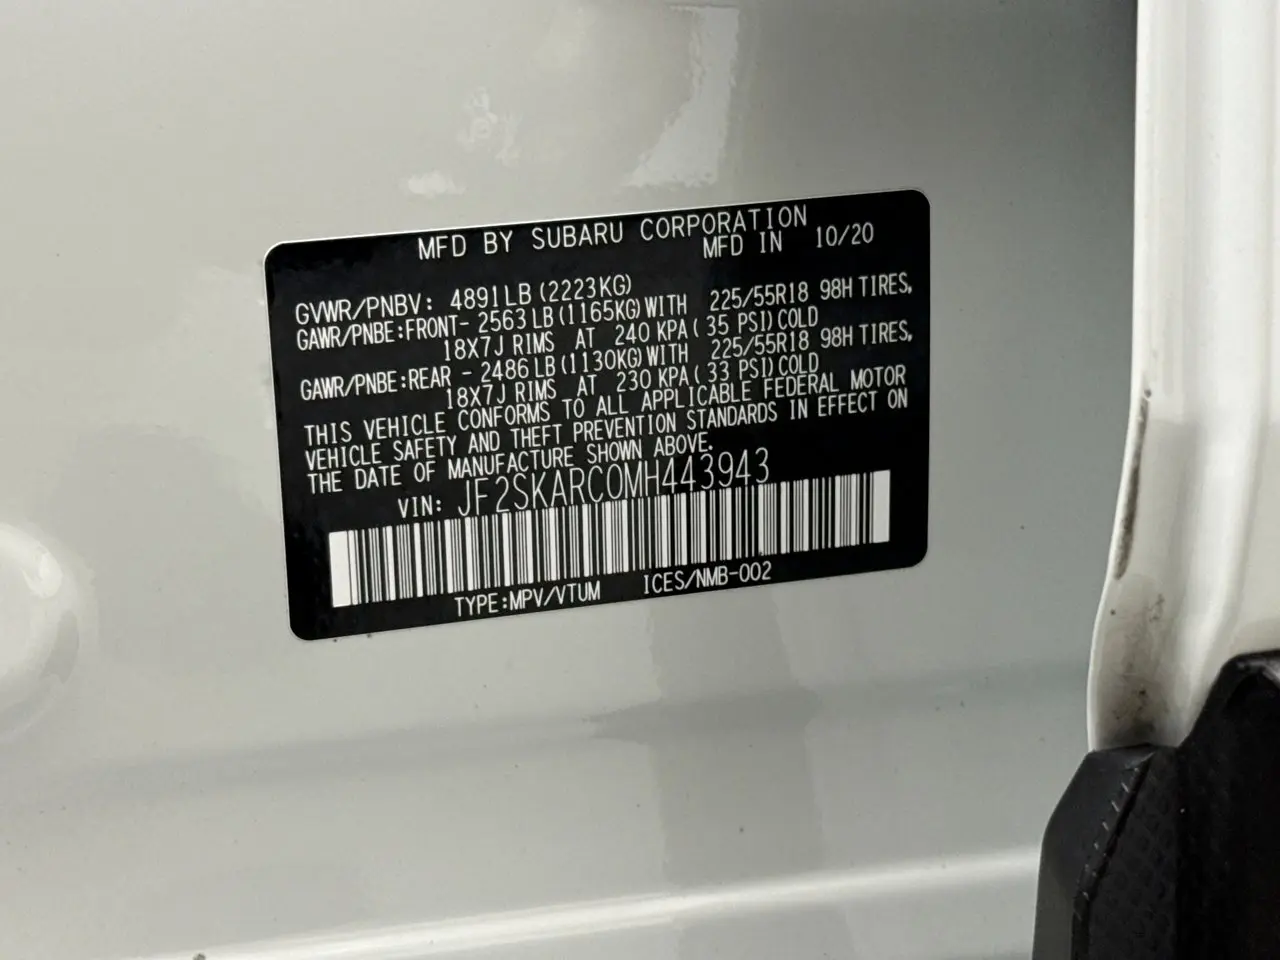 MFD BY SUBARU CORPORATION
MFD IN 10/20
GVWR/PNBV: 4891LB (2223KG)
GAWR/PNBE:FRONT- 2563LB(1165KG)WITH 225/55R18 98H TIRES,
18X7J RIMS AT 240 KPA( 35 PSI)COLD
GAWR/PNBE:REAR - 2486LB(1130KG)WITH 225/55R18 98H TIRES,
18X7J RIMS AT 230 KPA( 33 PSI)COLD
THIS VEHICLE CONFORMS TO ALL APPLICABLE FEDERAL MOTOR
VEHICLE SAFETY AND THEFT PREVENTION STANDARDS IN EFFECT ON
THE DATE OF MANUFACTURE SHOWN ABOVE.
VIN: JF2SKARC0MH443943
TYPE:MPV/VTUM ICES/NMB-002